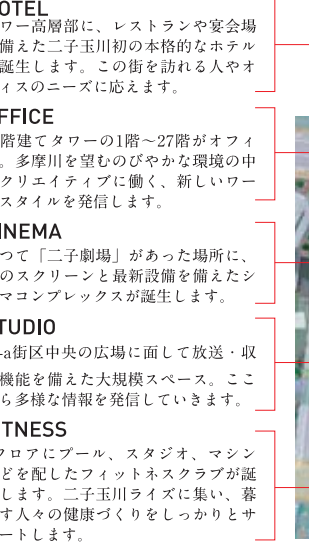 OTEL
ワー高層部に、レストランや宴会場
備えた二子玉川初の本格的なホテル
誕生します。この街を訪れる人やオ
ィスのニーズに応えます。
FFICE
階建てタワーの1階〜27階がオフィ
。多摩川を望むのびやかな環境の中
クリエイティブに働く、新しいワー
スタイルを発信します。
NEMA
つて「二子劇場」があった場所に、
のスクリーンと最新設備を備えたシ
マコンプレックスが誕生します。
TUDIO
-a街区中央の広場に面して放送・収
機能を備えた大規模スペース。ここ
ら多様な情報を発信していきます。
TNESS
フロアにプール、スタジオ、マシン
どを配したフィットネスクラブが誕
します。二子玉川ライズに集い、暮
す人々の健康づくりをしっかりとサ
ートします。